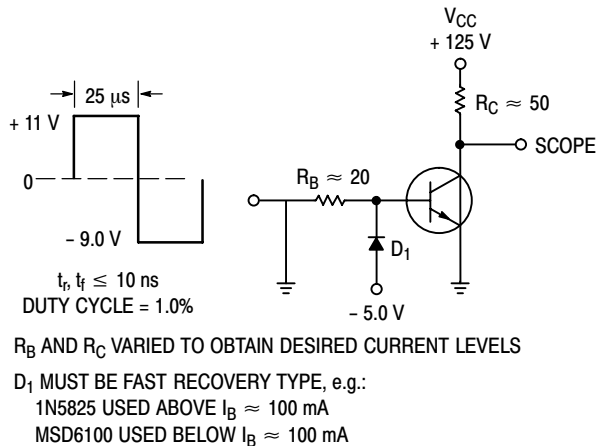 V_CC
+ 125 V
25 μs
R_C ≈ 50
+ 11 V
SCOPE
0
R_B ≈ 20
D_1
– 9.0 V
– 5.0 V
t_r, t_f ≤ 10 ns
DUTY CYCLE = 1.0%
R_B AND R_C VARIED TO OBTAIN DESIRED CURRENT LEVELS
D_1 MUST BE FAST RECOVERY TYPE, e.g.:
1N5825 USED ABOVE I_B ≈ 100 mA
MSD6100 USED BELOW I_B ≈ 100 mA